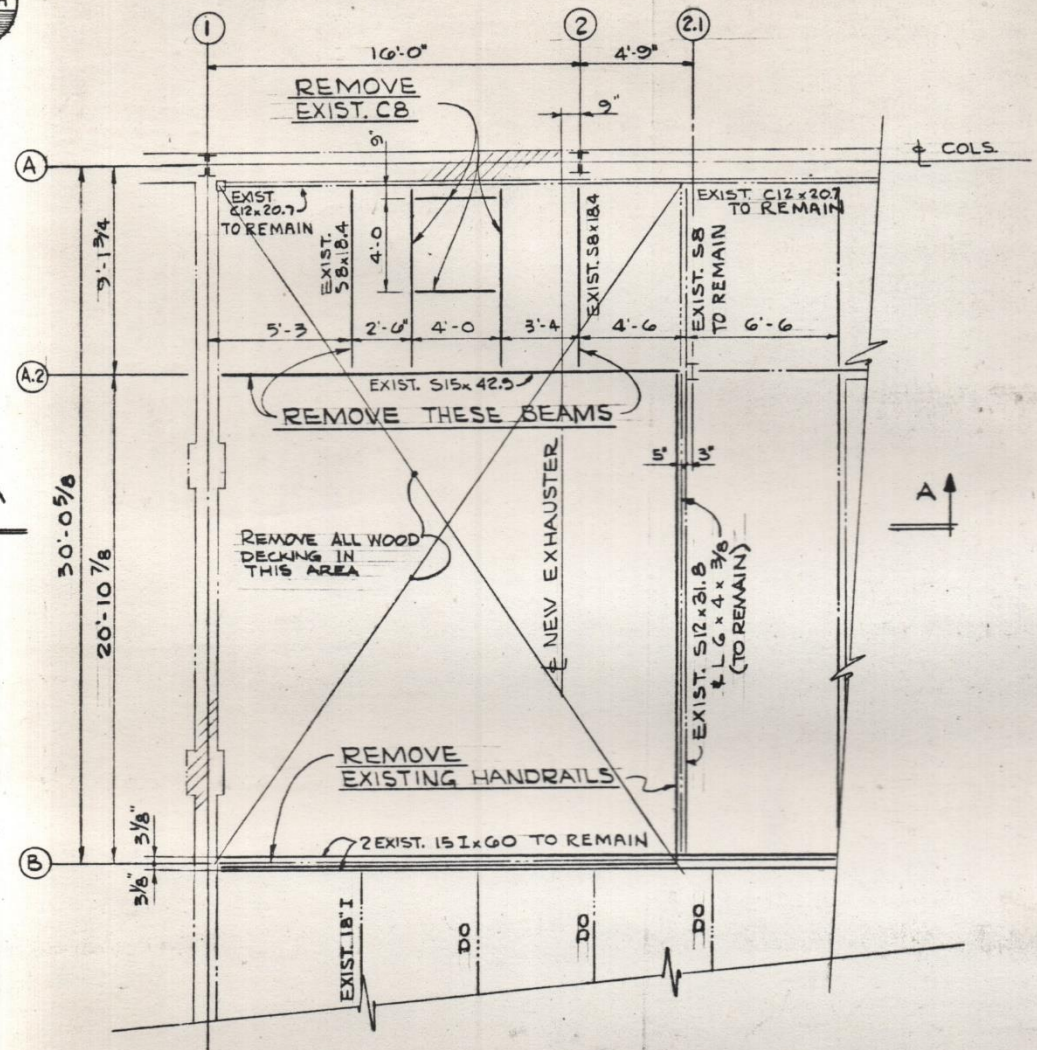 1
2
2.1
16'-0"
4'-9"
REMOVE
EXIST. C8
9"
9"
A
℄ COLS.
EXIST.
C12x20.7
TO REMAIN
EXIST. C12x20.7
TO REMAIN
EXIST.
S8x18.4
4'-0
EXIST. S8x18.4
EXIST. S8
TO REMAIN
9'-1 3/4
5'-3
2'-6"
4'-0
3'-4
4'-6
6'-6
A.2
EXIST. S15x42.9
REMOVE THESE BEAMS
5"
3"
A
30'-0 5/8
20'-10 7/8
REMOVE ALL WOOD
DECKING IN
THIS AREA
℄ NEW EXHAUSTER
EXIST. S12x31.8
& L 6x4x3/8
(TO REMAIN)
REMOVE
EXISTING HANDRAILS
3 1/8"
2 EXIST. 15 I x 60 TO REMAIN
B
3 1/8"
EXIST. 18" I
DO
DO
DO